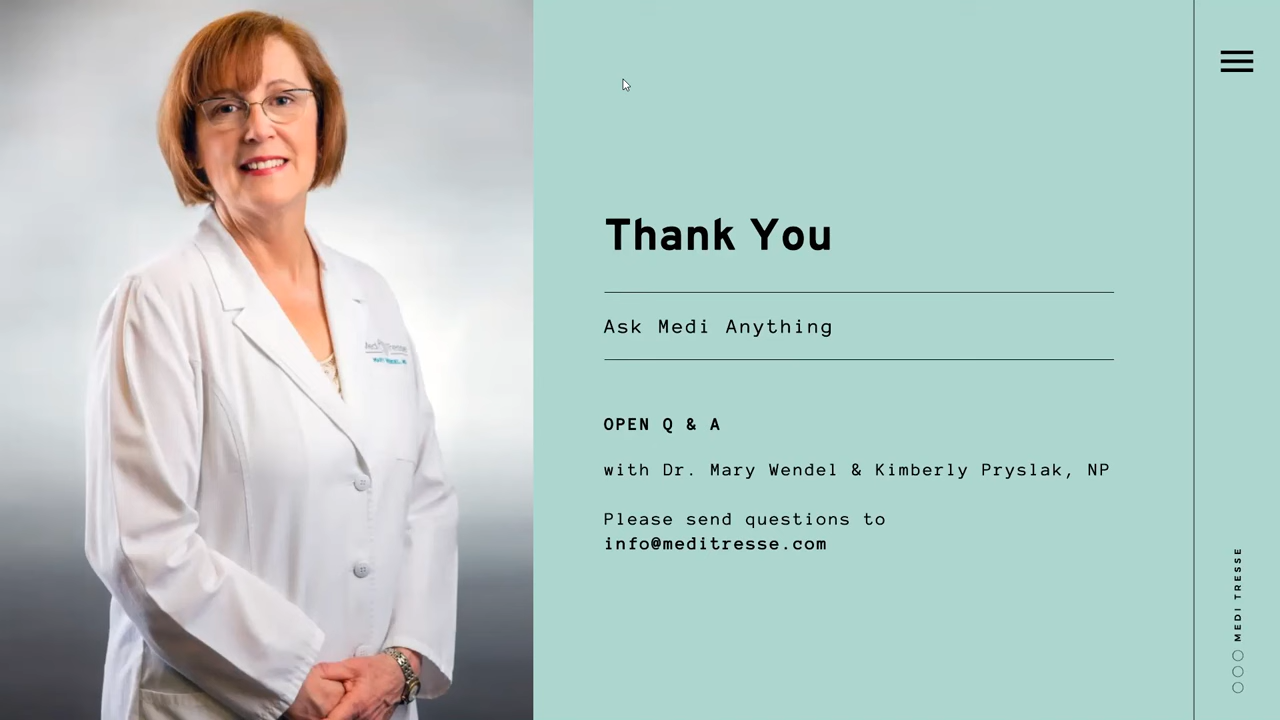 Thank You
Ask Medi Anything
OPEN Q & A
with Dr. Mary Wendel & Kimberly Pryslak, NP
Please send questions to
info@meditresse.com
MEDI TRESSE